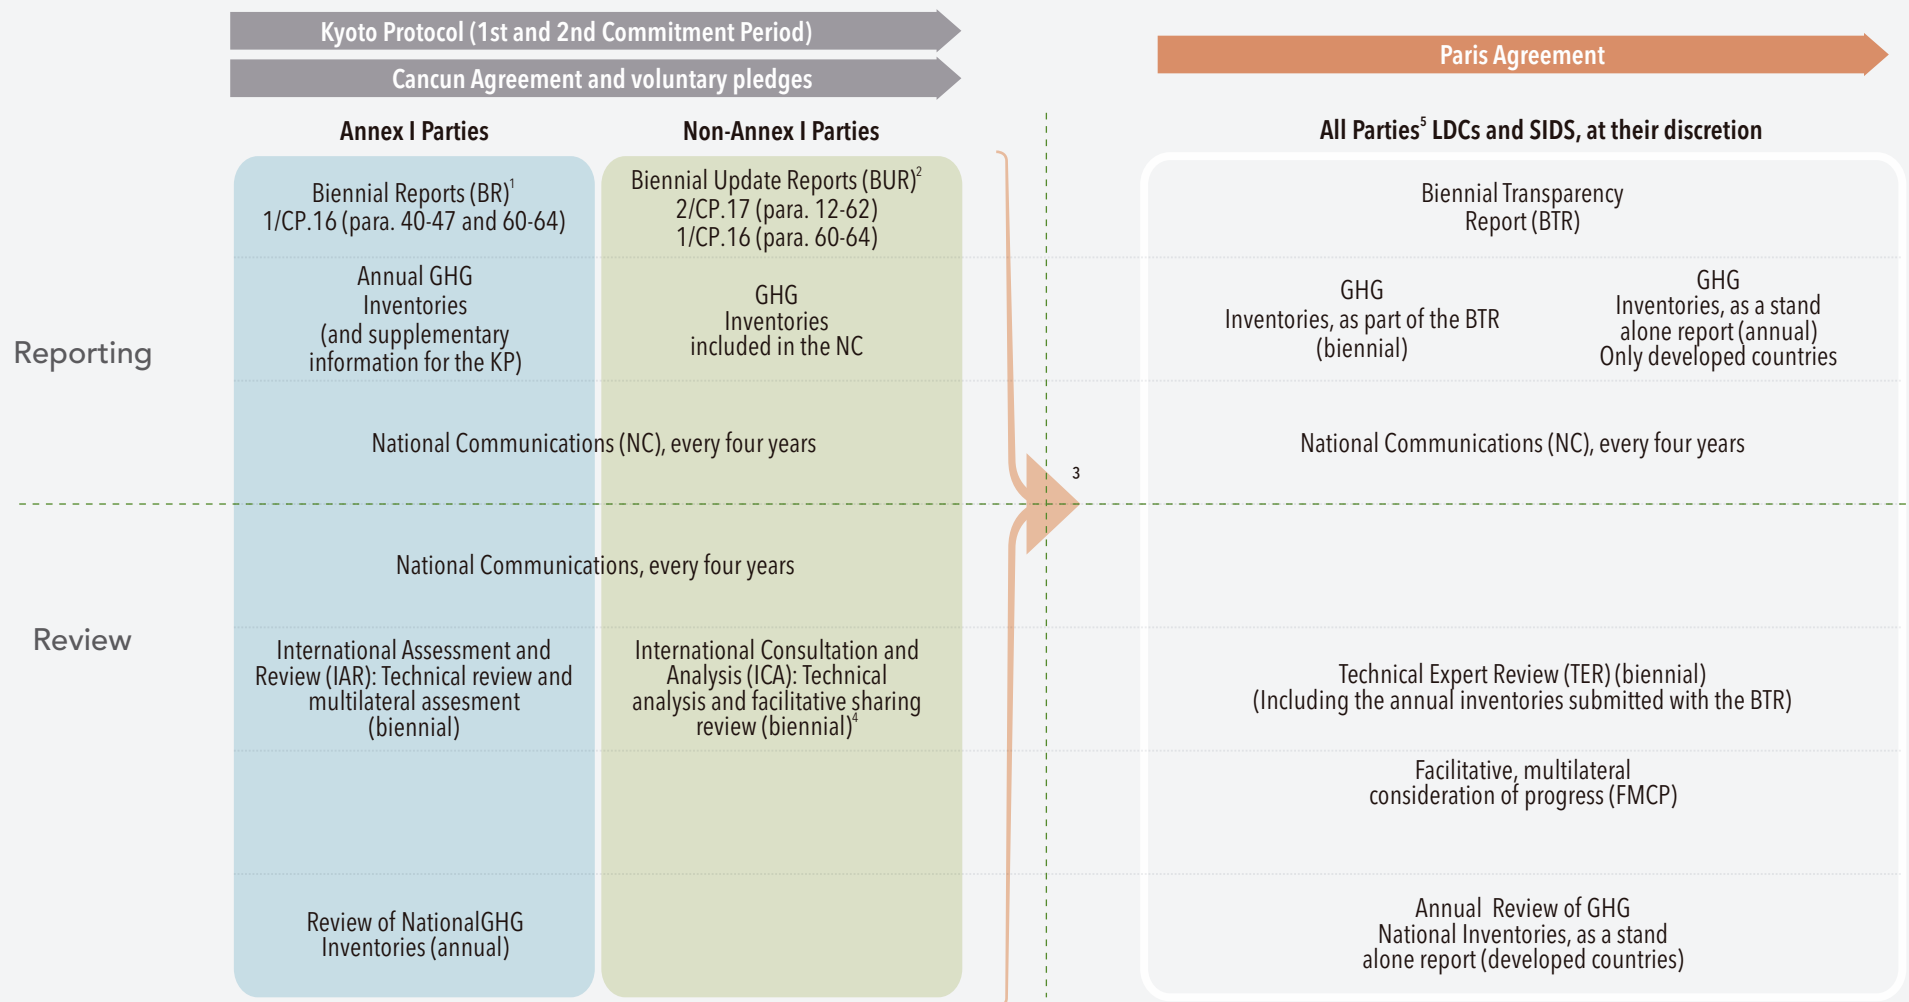 Kyoto Protocol (1st and 2nd Commitment Period)
Cancun Agreement and voluntary pledges
Paris Agreement
Annex I Parties
Non-Annex I Parties
All Parties⁵ LDCs and SIDS, at their discretion
Reporting
Biennial Reports (BR)¹
1/CP.16 (para. 40-47 and 60-64)
Biennial Update Reports (BUR)²
2/CP.17 (para. 12-62)
1/CP.16 (para. 60-64)
Biennial Transparency
Report (BTR)
Annual GHG
Inventories
(and supplementary
information for the KP)
GHG
Inventories
included in the NC
GHG
Inventories, as part of the BTR
(biennial)
GHG
Inventories, as a stand
alone report (annual)
Only developed countries
National Communications (NC), every four years
3
National Communications (NC), every four years
Review
National Communications, every four years
International Assessment and
Review (IAR): Technical review and
multilateral assesment
(biennial)
International Consultation and
Analysis (ICA): Technical
analysis and facilitative sharing
review (biennial)⁴
Technical Expert Review (TER) (biennial)
(Including the annual inventories submitted with the BTR)
Facilitative, multilateral
consideration of progress (FMCP)
Review of NationalGHG
Inventories (annual)
Annual Review of GHG
National Inventories, as a stand
alone report (developed countries)